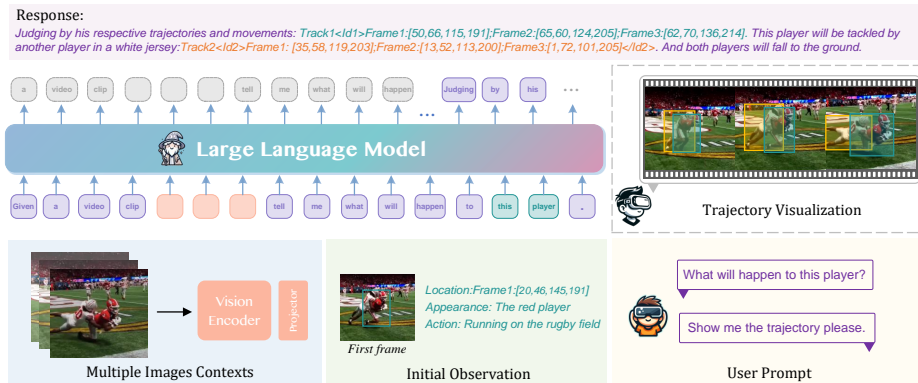 Response:
Judging by his respective trajectories and movements: Track1<Id1>Frame1:[50,66,115,191];Frame2:[65,60,124,205];Frame3:[62,70,136,214]. This player will be tackled by
another player in a white jersey:Track2<Id2>Frame1: [35,58,119,203];Frame2:[13,52,113,200];Frame3:[1,72,101,205]</Id2>. And both players will fall to the ground.
a video clip tell me what will happen Judging by his ...
...
Large Language Model
Given a video clip tell me what will happen to this player .
Trajectory Visualization
Vision
Encoder
Projector
Multiple Images Contexts
Location:Frame1:[20,46,145,191]
Appearance: The red player
Action: Running on the rugby field
First frame
Initial Observation
What will happen to this player?
Show me the trajectory please.
User Prompt